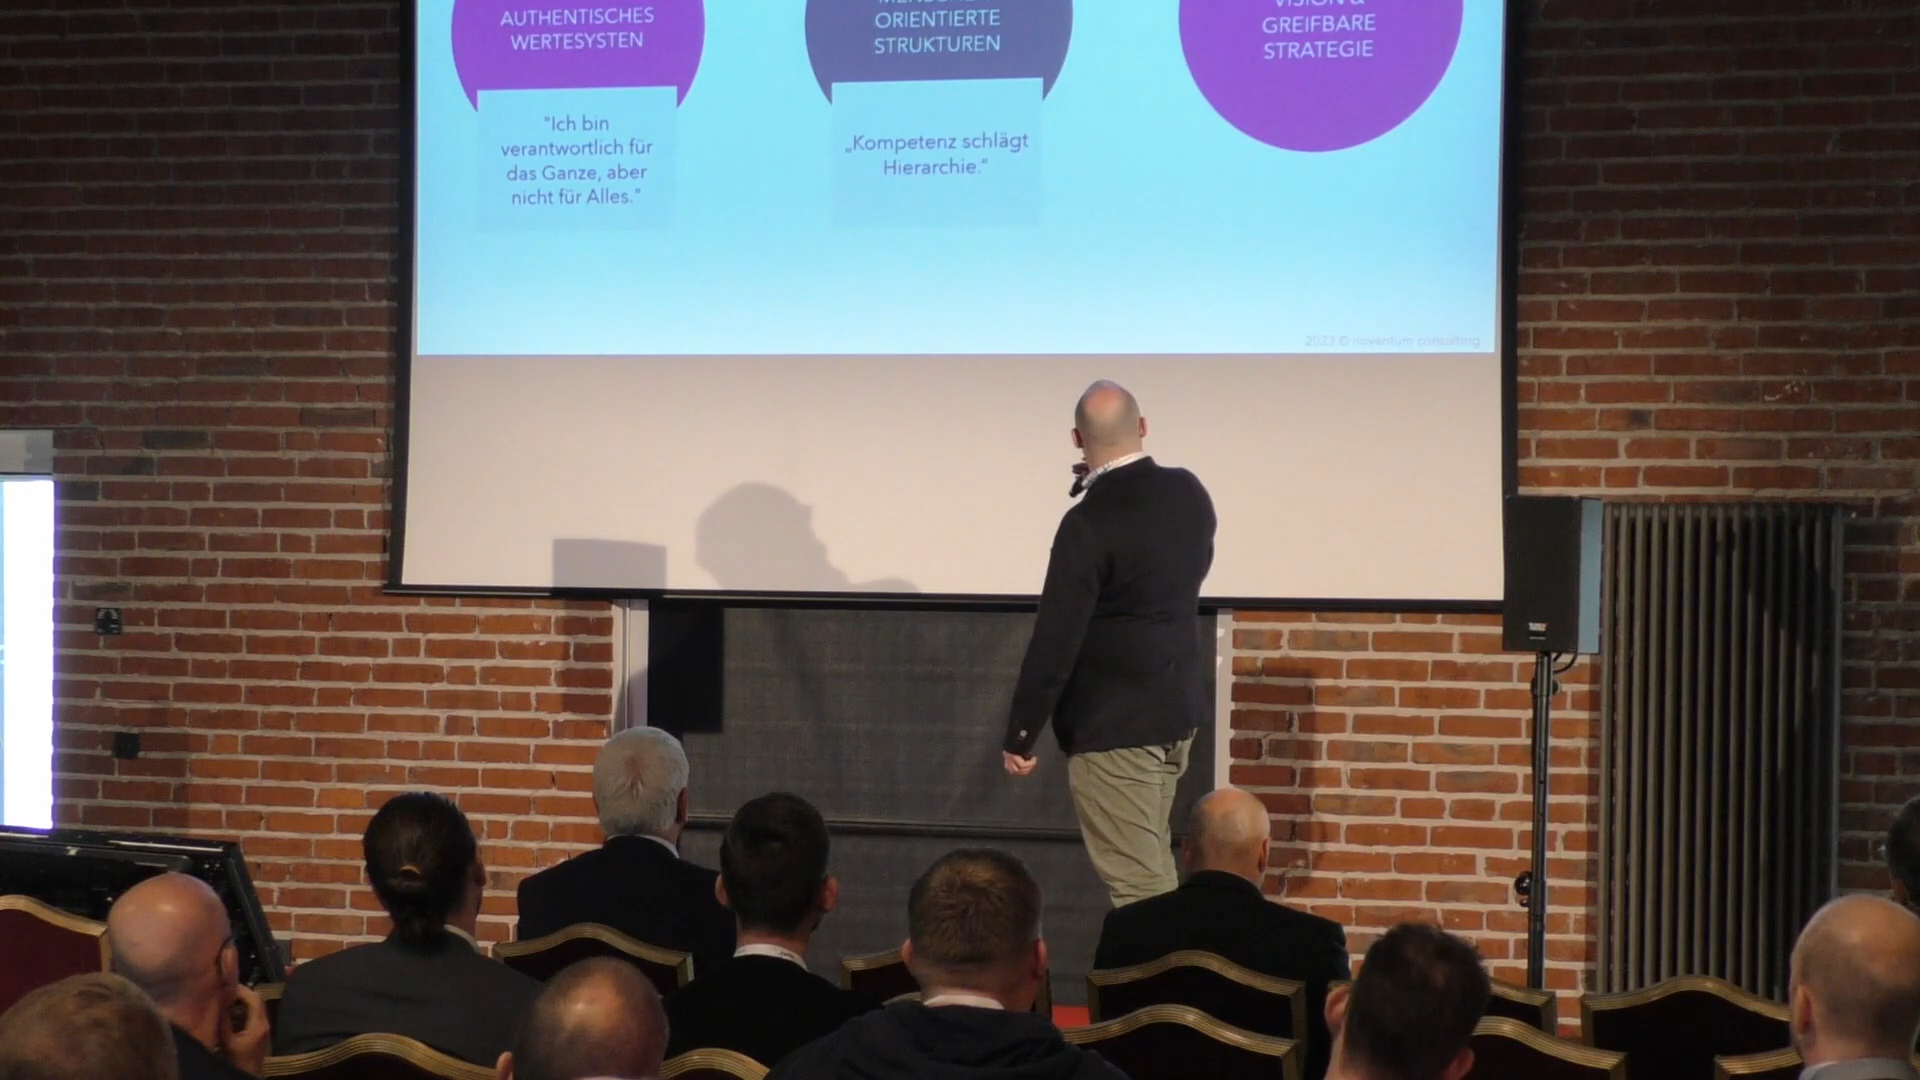 AUTHENTISCHES
WERTESYSTEN
"Ich bin
verantwortlich für
das Ganze, aber
nicht für Alles."
ORIENTIERTE
STRUKTUREN
„Kompetenz schlägt
Hierarchie."
VISION &
GREIFBARE
STRATEGIE
2023 © noventum consulting